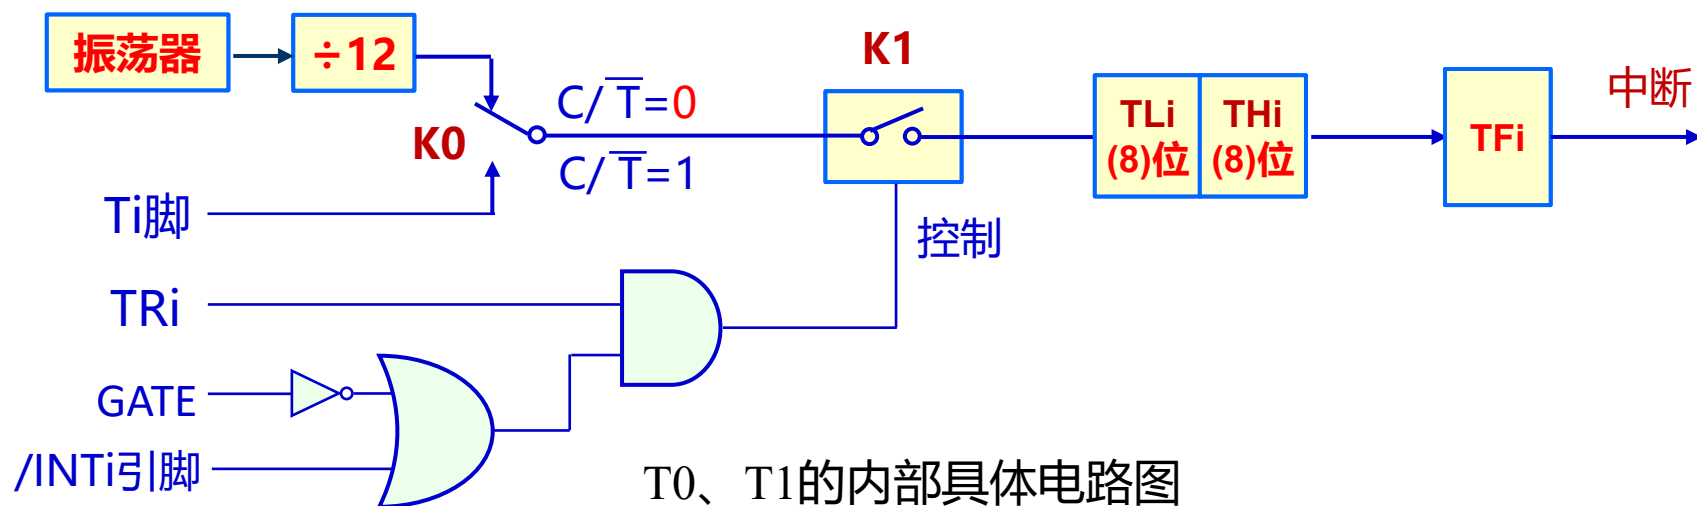 振荡器
÷12
K0
C/T̅=0
C/T̅=1
K1
TLi
(8)位
THi
(8)位
TFi
中断
Ti脚
控制
TRi
GATE
/INTi引脚
T0、T1的内部具体电路图